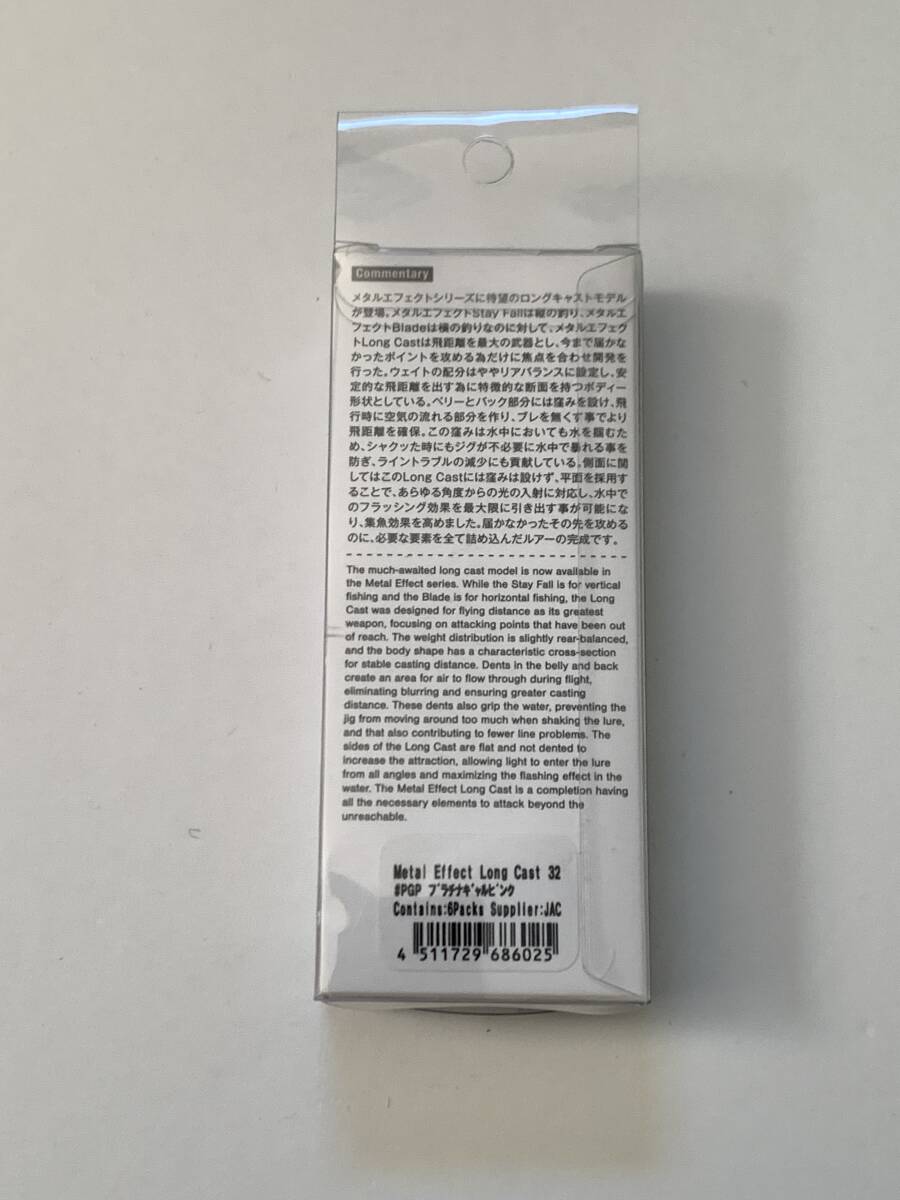 Commentary
メタルエフェクトシリーズに待望のロングキャストモデル
が登場。メタルエフェクトStay Fallは縦の釣り、メタルエ
フェクトBladeは横の釣りなのに対して、メタルエフェク
トLong Castは飛距離を最大の武器とし、今まで届かな
かったポイントを攻める為だけに焦点を合わせ開発を
行った。ウェイトの配分はややリアバランスに設定し、安
定的な飛距離を出す為に特徴的な断面を持つボディー
形状としている。ベリーとバック部分には窪みを設け、飛
行時に空気の流れる部分を作り、ブレを無くす事でより
飛距離を確保。この窪みは水中においても水を掴むた
め、シャクッた時にもジグが不必要に水中で暴れる事を
防ぎ、ライントラブルの減少にも貢献している。側面に関
してはこのLong Castには窪みは設けず、平面を採用す
ることで、あらゆる角度からの光の入射に対応し、水中で
のフラッシング効果を最大限に引き出す事が可能にな
り、集魚効果を高めました。届かなかったその先を攻める
のに、必要な要素を全て詰め込んだルアーの完成です。
The much-awaited long cast model is now available in
the Metal Effect series. While the Stay Fall is for vertical
fishing and the Blade is for horizontal fishing, the Long
Cast was designed for flying distance as its greatest
weapon, focusing on attacking points that have been out
of reach. The weight distribution is slightly rear-balanced,
and the body shape has a characteristic cross-section
for stable casting distance. Dents in the belly and back
create an area for air to flow through during flight,
eliminating blurring and ensuring greater casting
distance. These dents also grip the water, preventing the
jig from moving around too much when shaking the lure,
and that also contributing to fewer line problems. The
sides of the Long Cast are flat and not dented to
increase the attraction, allowing light to enter the lure
from all angles and maximizing the flashing effect in the
water. The Metal Effect Long Cast is a completion having
all the necessary elements to attack beyond the
unreachable.
Metal Effect Long Cast 32
#PGP ﾌﾟﾗﾁﾅｷﾞｬﾙﾋﾟﾝｸ
Contains:6Packs Supplier:JAC
4 511729 686025